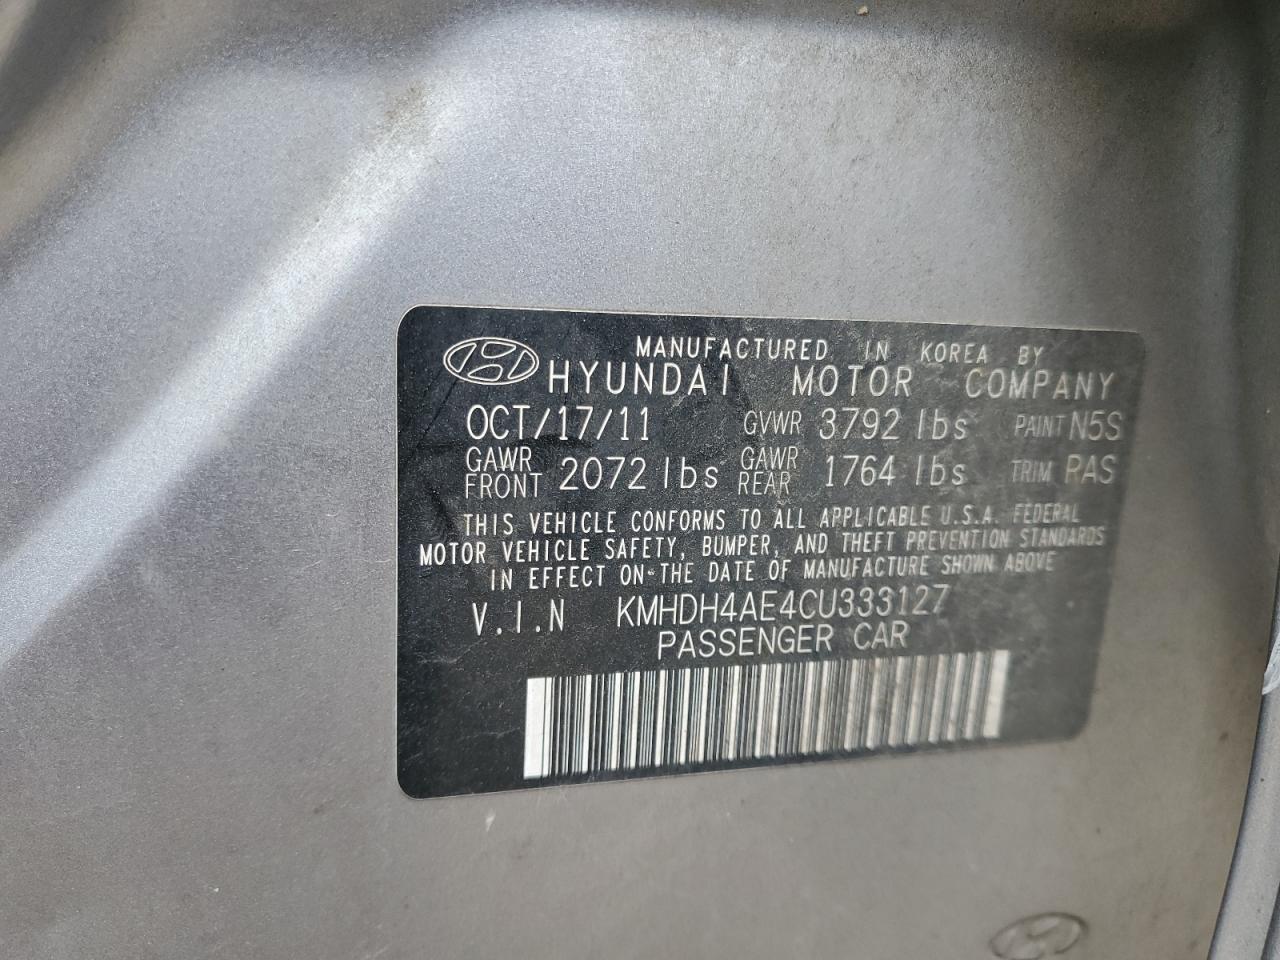 MANUFACTURED IN KOREA BY
HYUNDAI MOTOR COMPANY
OCT/17/11 GVWR 3792 lbs PAINT N5S
GAWR FRONT 2072 lbs GAWR REAR 1764 lbs TRIM PAS
THIS VEHICLE CONFORMS TO ALL APPLICABLE U.S.A. FEDERAL
MOTOR VEHICLE SAFETY, BUMPER, AND THEFT PREVENTION STANDARDS
IN EFFECT ON THE DATE OF MANUFACTURE SHOWN ABOVE
V.I.N KMHDH4AE4CU333127
PASSENGER CAR